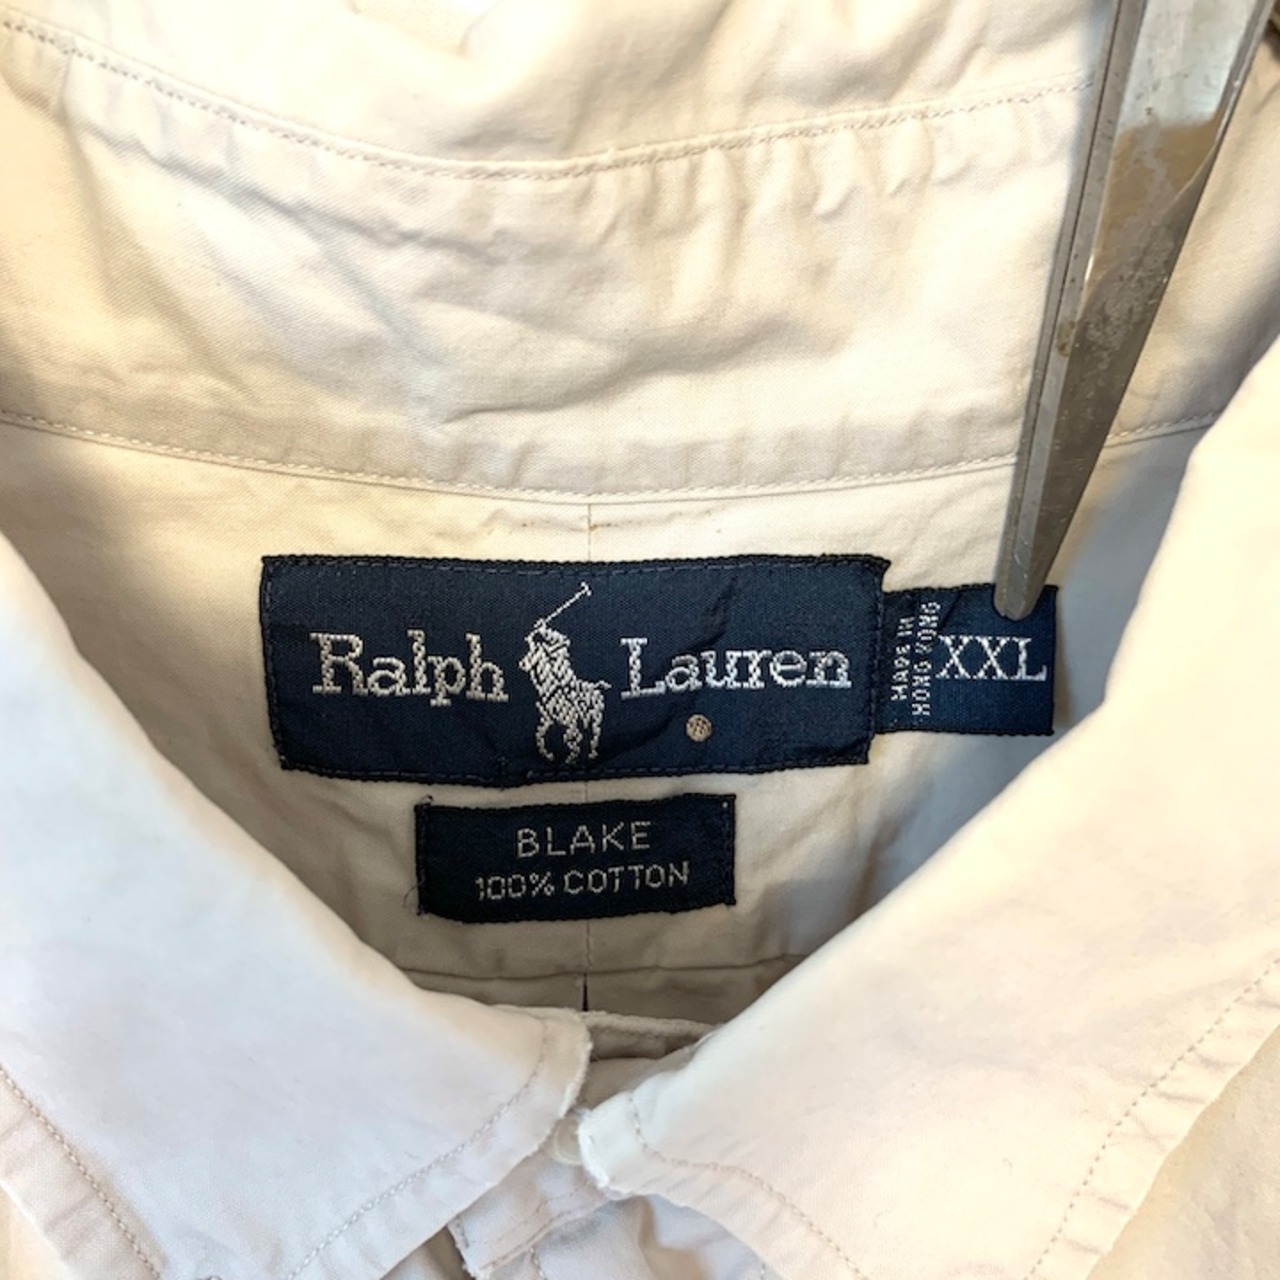 Ralph Lauren
®
MADE IN
HONG KONG
XXL
BLAKE
100% COTTON